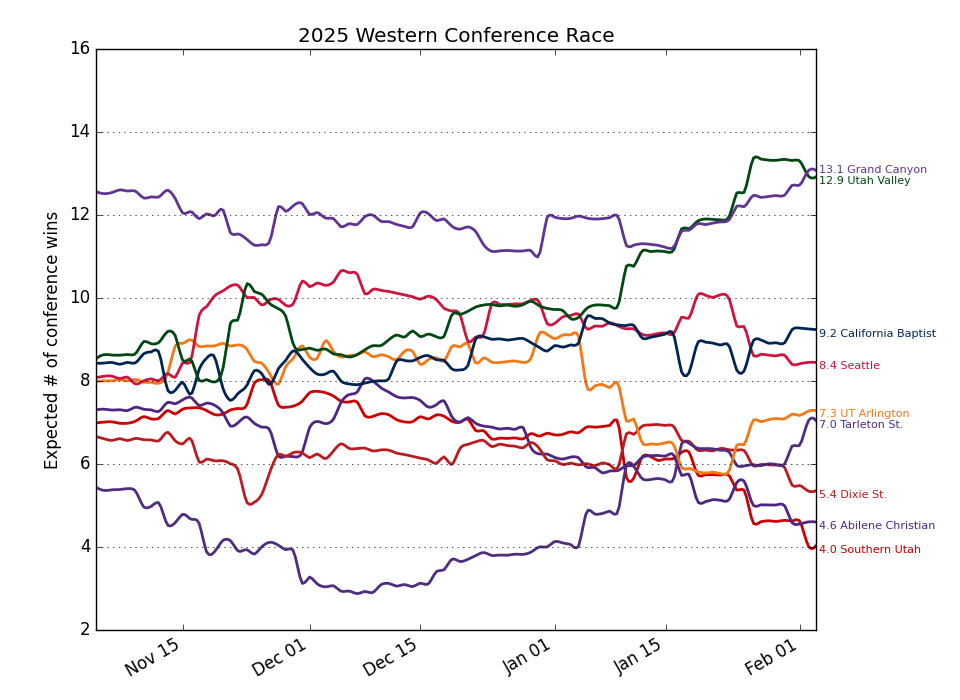 2025 Western Conference Race
Expected # of conference wins
16
14
12
10
8
6
4
2
13.1 Grand Canyon
12.9 Utah Valley
9.2 California Baptist
8.4 Seattle
7.3 UT Arlington
7.0 Tarleton St.
5.4 Dixie St.
4.6 Abilene Christian
4.0 Southern Utah
Nov 15
Dec 01
Dec 15
Jan 01
Jan 15
Feb 01